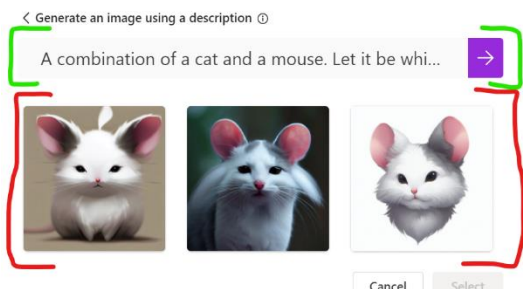 Generate an image using a description
A combination of a cat and a mouse. Let it be whi...
Cancel Select